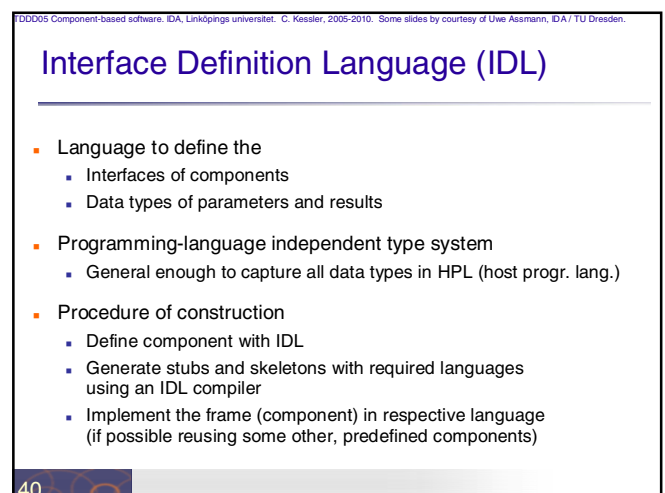 TDDD05 Component-based software. IDA, Linköpings universitet. C. Kessler, 2005-2010. Some slides by courtesy of Uwe Assmann, IDA / TU Dresden.
Interface Definition Language (IDL)
Language to define the
Interfaces of components
Data types of parameters and results
Programming-language independent type system
General enough to capture all data types in HPL (host progr. lang.)
Procedure of construction
Define component with IDL
Generate stubs and skeletons with required languages
using an IDL compiler
Implement the frame (component) in respective language
(if possible reusing some other, predefined components)
40